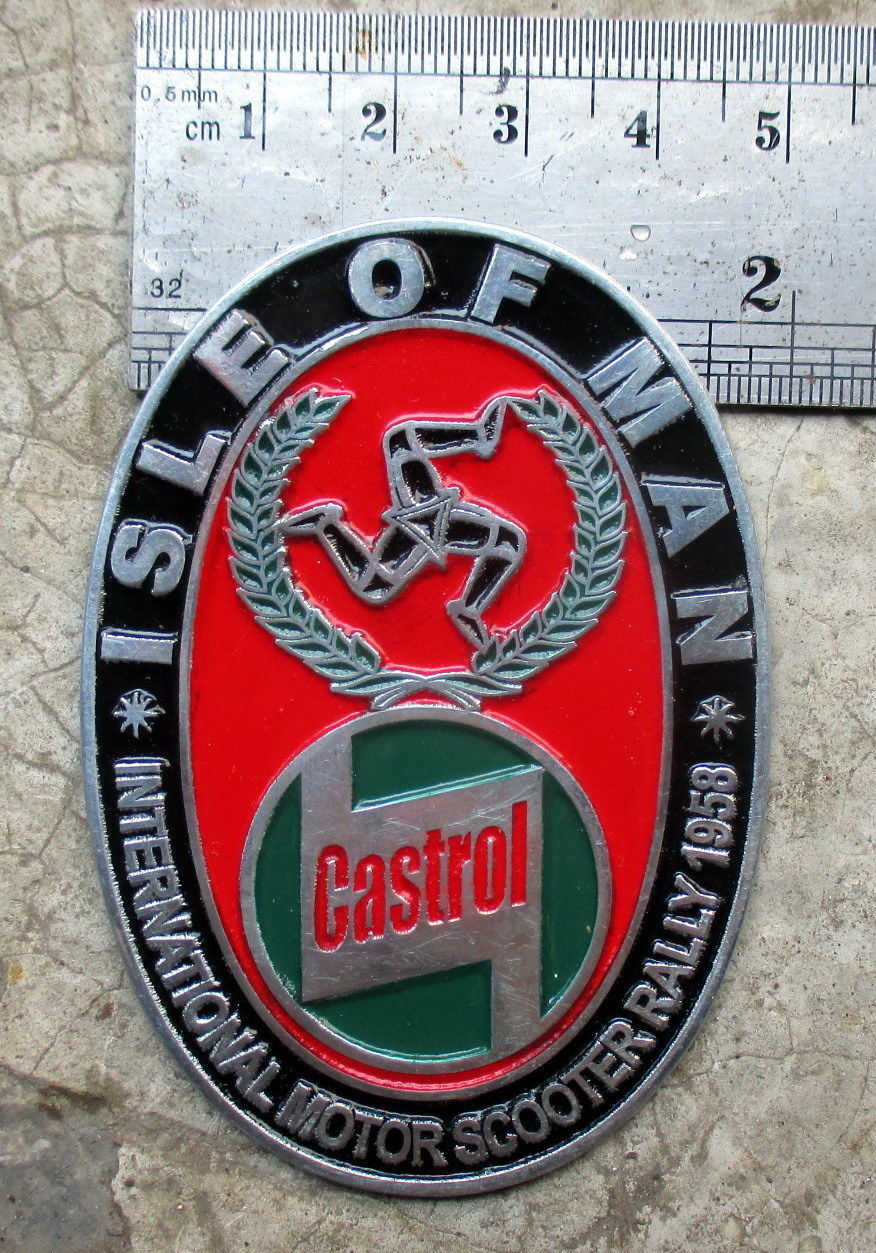 0.5mm
cm 1 2 3 4 5
32 2
ISLE OF MAN
Castrol
INTERNATIONAL MOTOR SCOOTER RALLY 1958